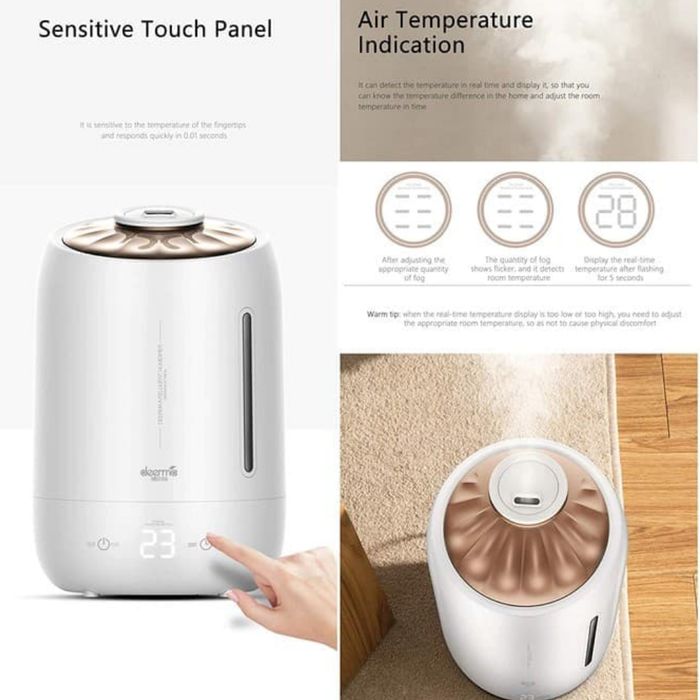 Sensitive Touch Panel
It is sensitive to the temperature of the fingertips
and responds quickly in 0.01 seconds
deerma
23
Air Temperature
Indication
It can detect the temperature in real time and display it, so that you
can know the temperature difference in the home and adjust the room
temperature in time
28
After adjusting the
appropriate quantity
of fog
The quantity of fog
shows flicker, and it detects
room temperature
Display the real-time
temperature after flashing
for 5 seconds
Warm tip: when the real-time temperature display is too low or too high, you need to adjust
the appropriate room temperature, so as not to cause physical discomfort